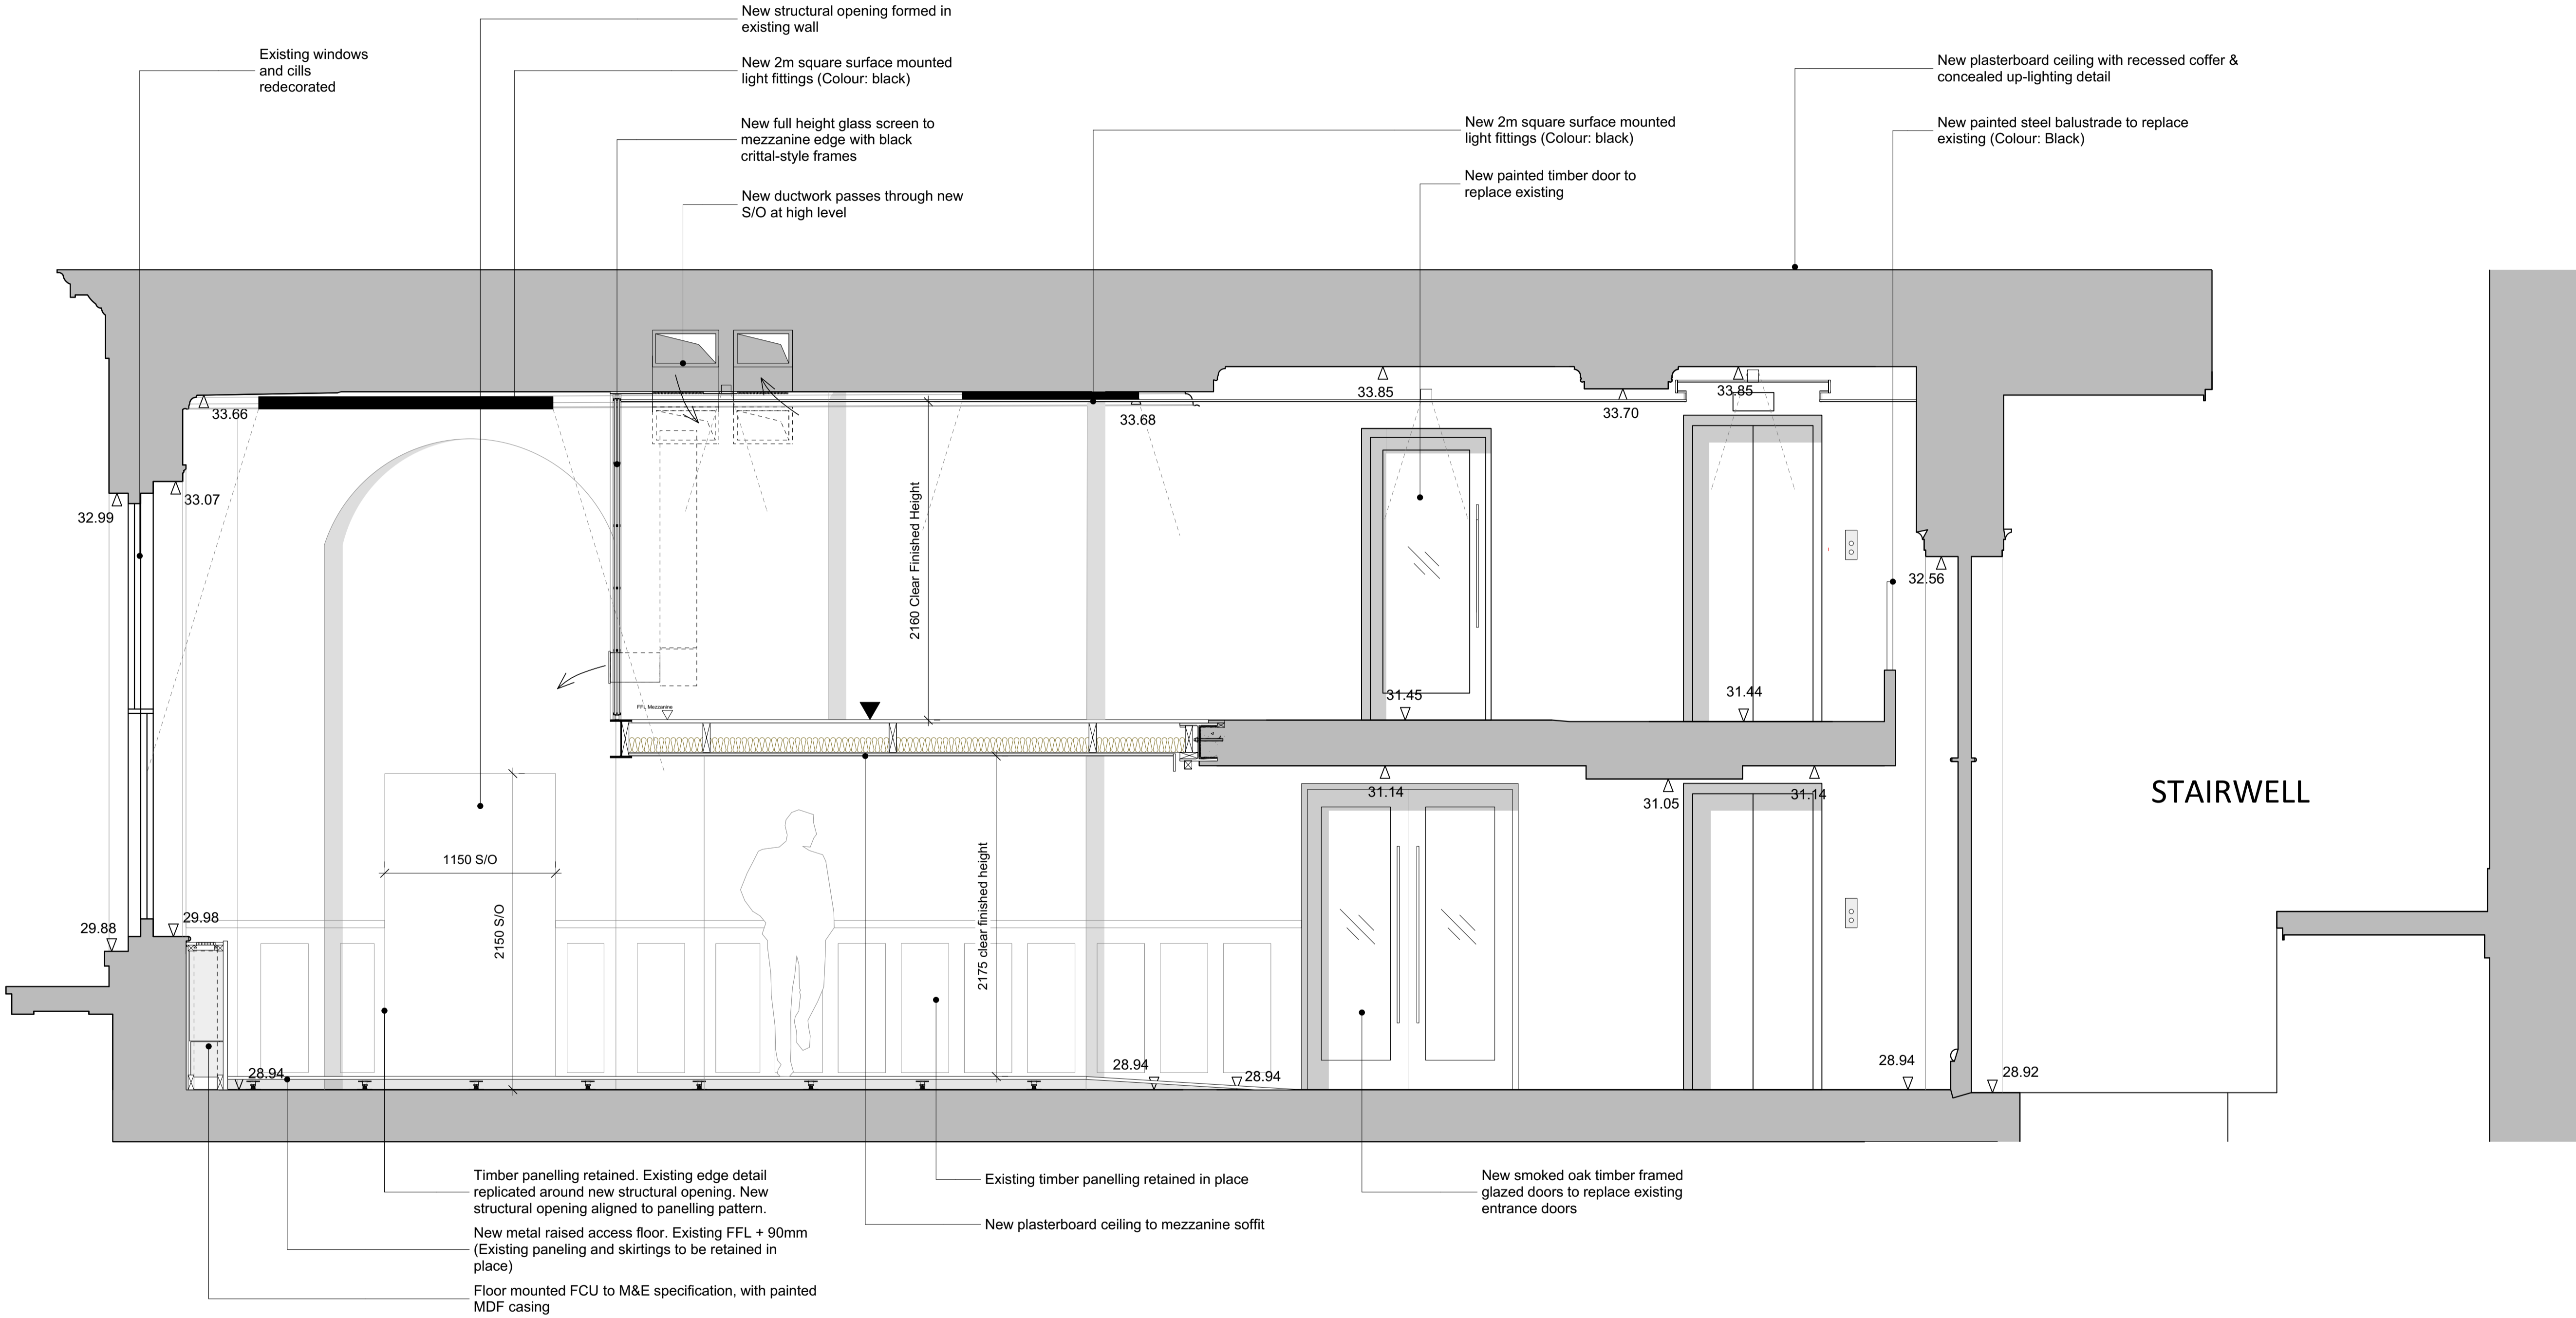 New structural opening formed in
existing wall
Existing windows
and cills
redecorated
New 2m square surface mounted
light fittings (Colour: black)
New plasterboard ceiling with recessed coffer &
concealed up-lighting detail
New full height glass screen to
mezzanine edge with black
crittal-style frames
New 2m square surface mounted
light fittings (Colour: black)
New painted steel balustrade to replace
existing (Colour: Black)
New ductwork passes through new
S/O at high level
New painted timber door to
replace existing
33.66
33.68
33.85
33.70
33.85
33.07
32.99
32.56
2160 Clear Finished Height
FFL Mezzanine
31.45
31.44
31.14
31.05
31.14
STAIRWELL
1150 S/O
2150 S/O
2175 clear finished height
29.88
29.98
28.94
28.94
28.94
28.94
28.92
Timber panelling retained. Existing edge detail
replicated around new structural opening. New
structural opening aligned to panelling pattern.
Existing timber panelling retained in place
New smoked oak timber framed
glazed doors to replace existing
entrance doors
New plasterboard ceiling to mezzanine soffit
New metal raised access floor. Existing FFL + 90mm
(Existing paneling and skirtings to be retained in
place)
Floor mounted FCU to M&E specification, with painted
MDF casing